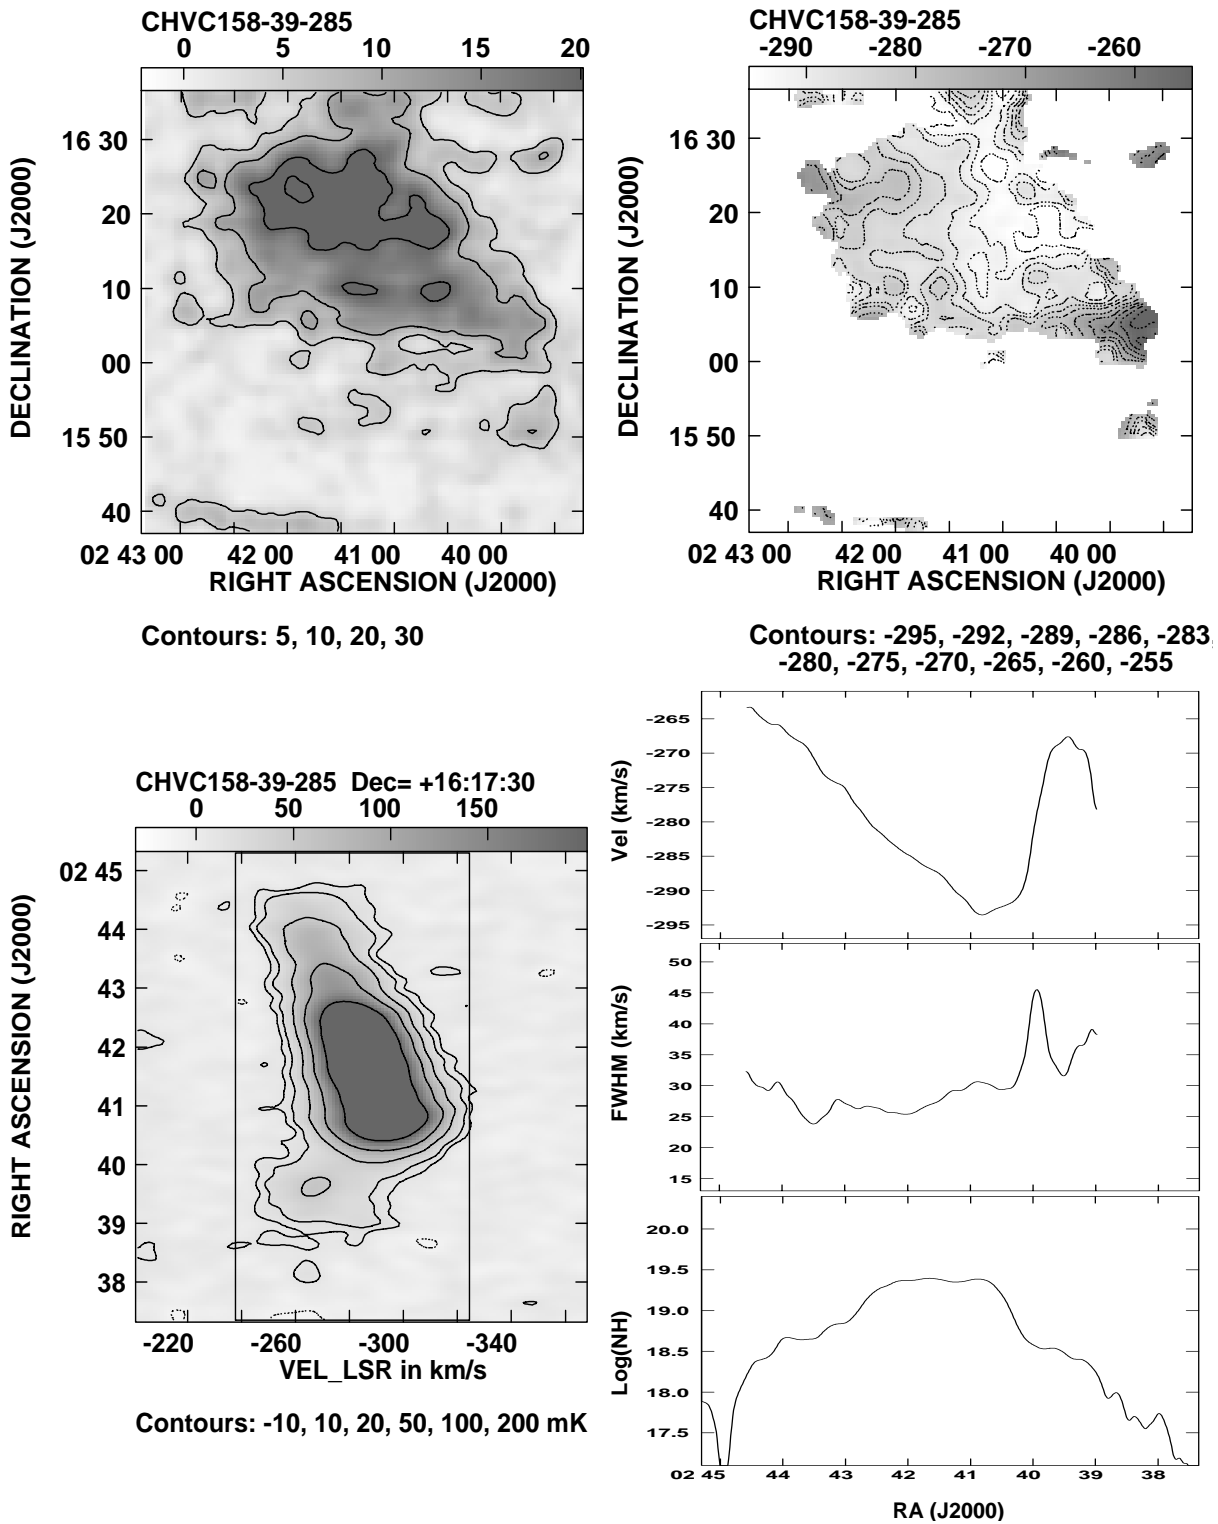 CHVC158-39-285
0 5 10 15 20
DECLINATION (J2000)
16 30
20
10
00
15 50
40
02 43 00 42 00 41 00 40 00
RIGHT ASCENSION (J2000)
Contours: 5, 10, 20, 30
CHVC158-39-285
-290 -280 -270 -260
DECLINATION (J2000)
16 30
20
10
00
15 50
40
02 43 00 42 00 41 00 40 00
RIGHT ASCENSION (J2000)
Contours: -295, -292, -289, -286, -283,
-280, -275, -270, -265, -260, -255
CHVC158-39-285 Dec= +16:17:30
0 50 100 150
RIGHT ASCENSION (J2000)
02 45
44
43
42
41
40
39
38
-220 -260 -300 -340
VEL_LSR in km/s
Contours: -10, 10, 20, 50, 100, 200 mK
Vel (km/s)
-265
-270
-275
-280
-285
-290
-295
FWHM (km/s)
50
45
40
35
30
25
20
15
Log(NH)
20.0
19.5
19.0
18.5
18.0
17.5
02 45 44 43 42 41 40 39 38
RA (J2000)